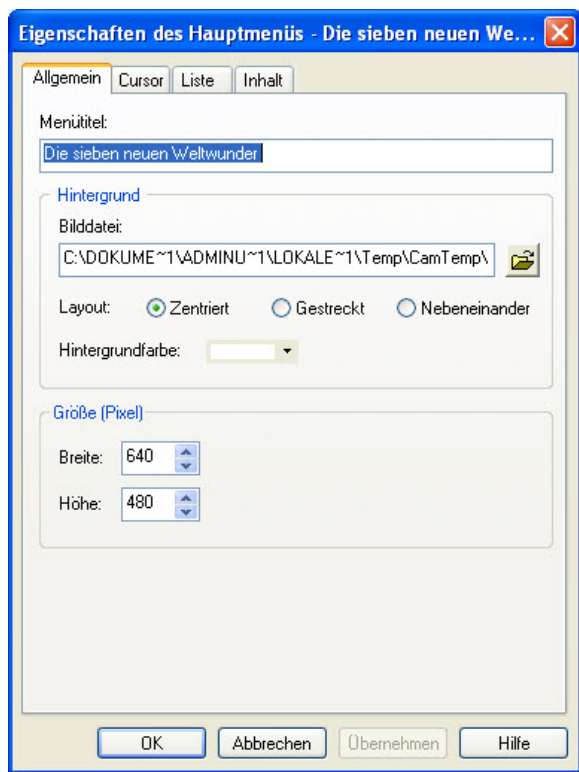 Eigenschaften des Hauptmenüs - Die sieben neuen We...
Allgemein Cursor Liste Inhalt
Menütitel:
Die sieben neuen Weltwunder
Hintergrund
Bilddatei:
C:\DOKUME~1\ADMINU~1\LOKALE~1\Temp\CamTemp\
Layout: Zentriert Gestreckt Nebeneinander
Hintergrundfarbe:
Größe (Pixel)
Breite: 640
Höhe: 480
OK Abbrechen Übernehmen Hilfe